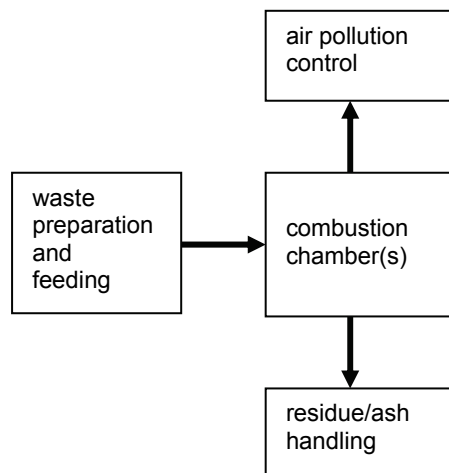 air pollution
control
waste
preparation
and
feeding
combustion
chamber(s)
residue/ash
handling